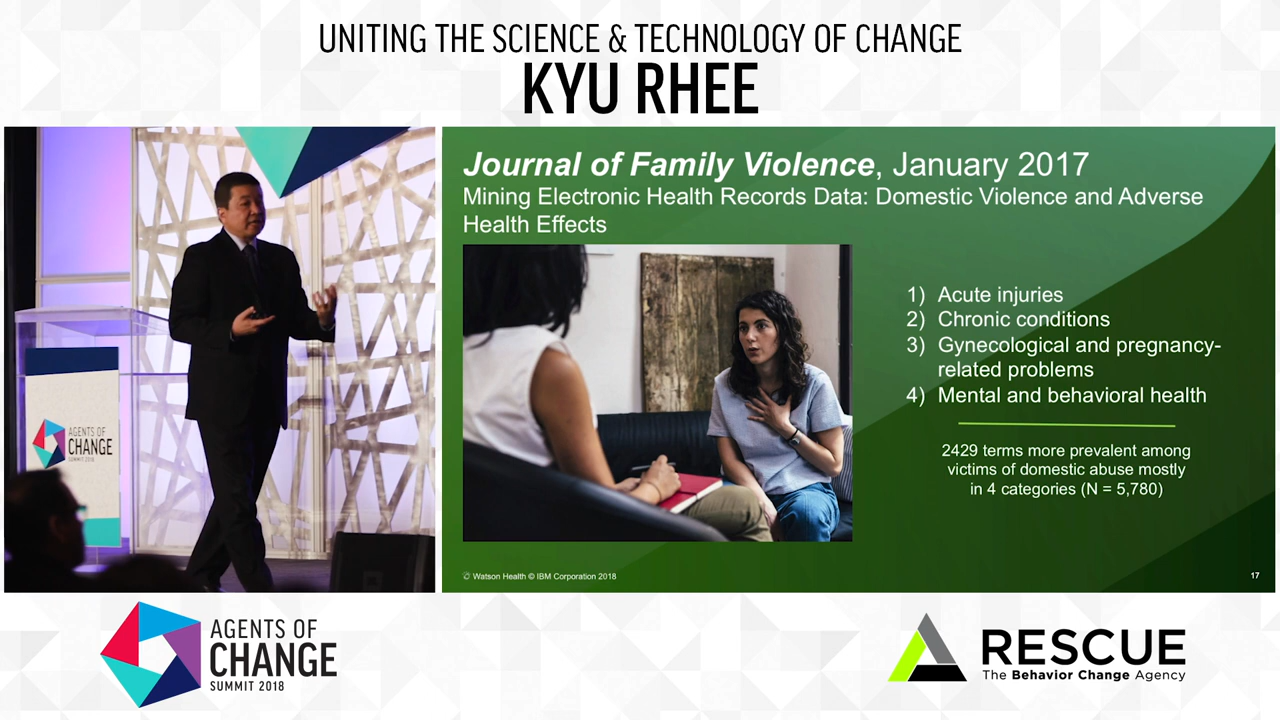 UNITING THE SCIENCE & TECHNOLOGY OF CHANGE
KYU RHEE
AGENTS OF
CHANGE
SUMMIT 2018
Journal of Family Violence, January 2017
Mining Electronic Health Records Data: Domestic Violence and Adverse
Health Effects
1) Acute injuries
2) Chronic conditions
3) Gynecological and pregnancy-
related problems
4) Mental and behavioral health
2429 terms more prevalent among
victims of domestic abuse mostly
in 4 categories (N = 5,780)
Watson Health © IBM Corporation 2018
17
AGENTS OF
CHANGE
SUMMIT 2018
RESCUE
The Behavior Change Agency